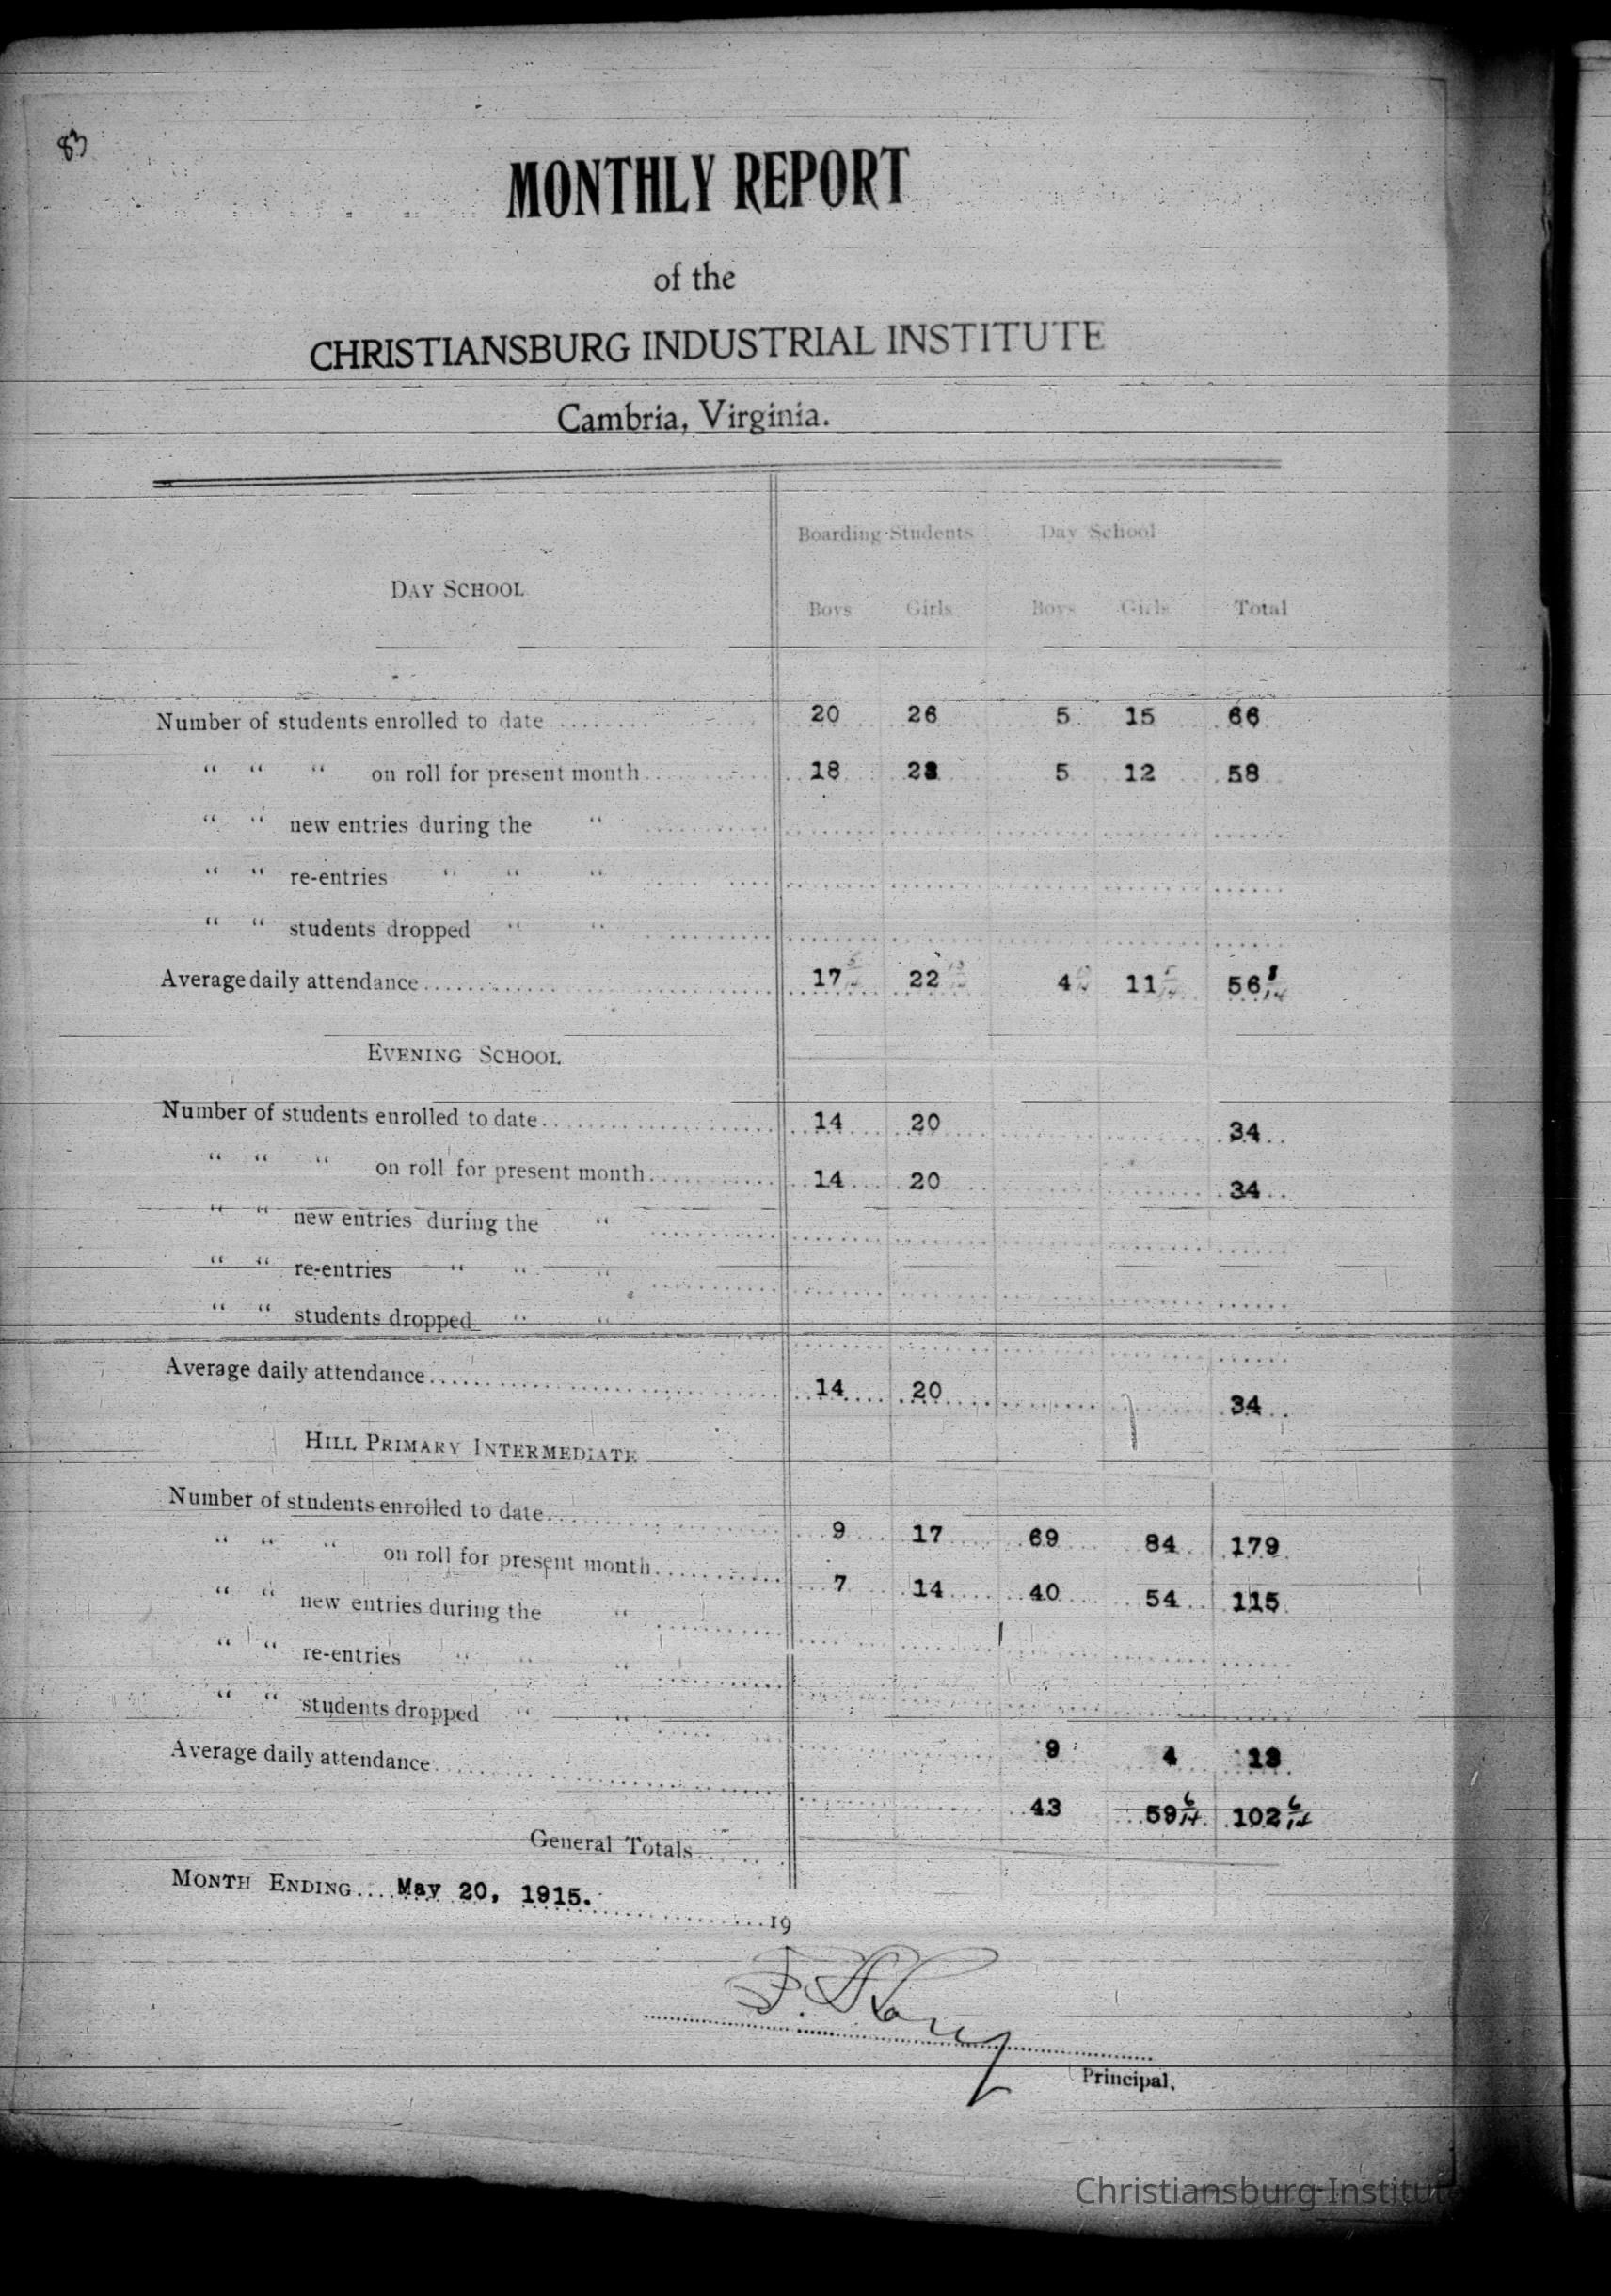 83
MONTHLY REPORT
of the
CHRISTIANSBURG INDUSTRIAL INSTITUTE
Cambria, Virginia.
Boarding Students Day School
DAY SCHOOL
Boys Girls Boys Girls Total
Number of students enrolled to date 20 26 5 15 66
“ “ “ on roll for present month 18 23 5 12 58
“ “ new entries during the “
“ “ re-entries “ “ “
“ “ students dropped “ “
Average daily attendance 17 22 4 11 56
EVENING SCHOOL
Number of students enrolled to date 14 20 34
“ “ “ on roll for present month 14 20 34
“ “ new entries during the “
“ “ re-entries “ “ “
“ “ students dropped “ “
Average daily attendance 14 20 34
HILL PRIMARY INTERMEDIATE
Number of students enrolled to date 9 17 69 84 179
“ “ “ on roll for present month 7 14 40 54 115
“ “ new entries during the “
“ “ re-entries “ “ “
“ “ students dropped “ “ 9 4 13
Average daily attendance 43 59 6/14 102 6/14
General Totals
MONTH ENDING May 20, 1915. 19
Principal.
Christiansburg Institut